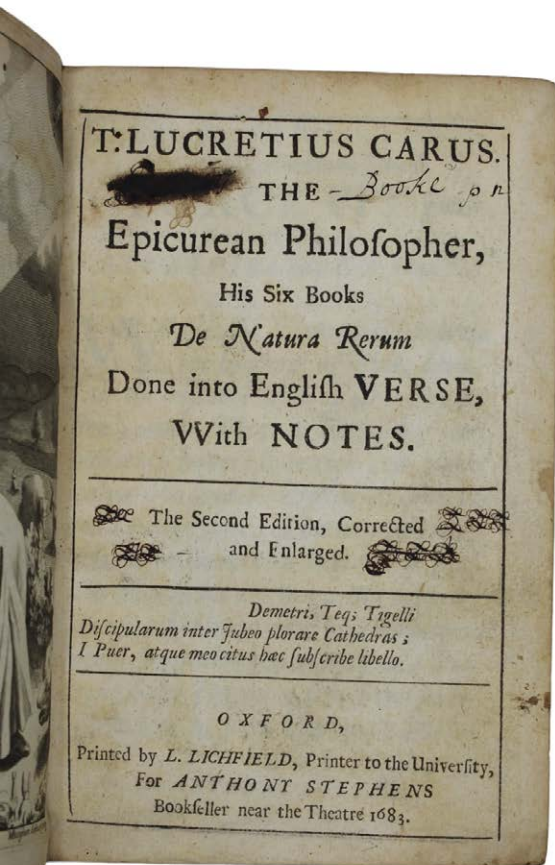 T. LUCRETIUS CARUS.
THE - Booke
Epicurean Philoſopher,
His Six Books
De Natura Rerum
Done into Engliſh VERSE,
VVith NOTES.
The Second Edition, Corrected
and Enlarged.
Demetri, Teq; Tigelli
Diſcipularum inter Jubeo plorare Cathedras ;
I Puer, atque meo citus hæc ſubſcribe libello.
OXFORD,
Printed by L. LICHFIELD, Printer to the Univerſity,
For ANTHONY STEPHENS
Bookſeller near the Theatre 1683.